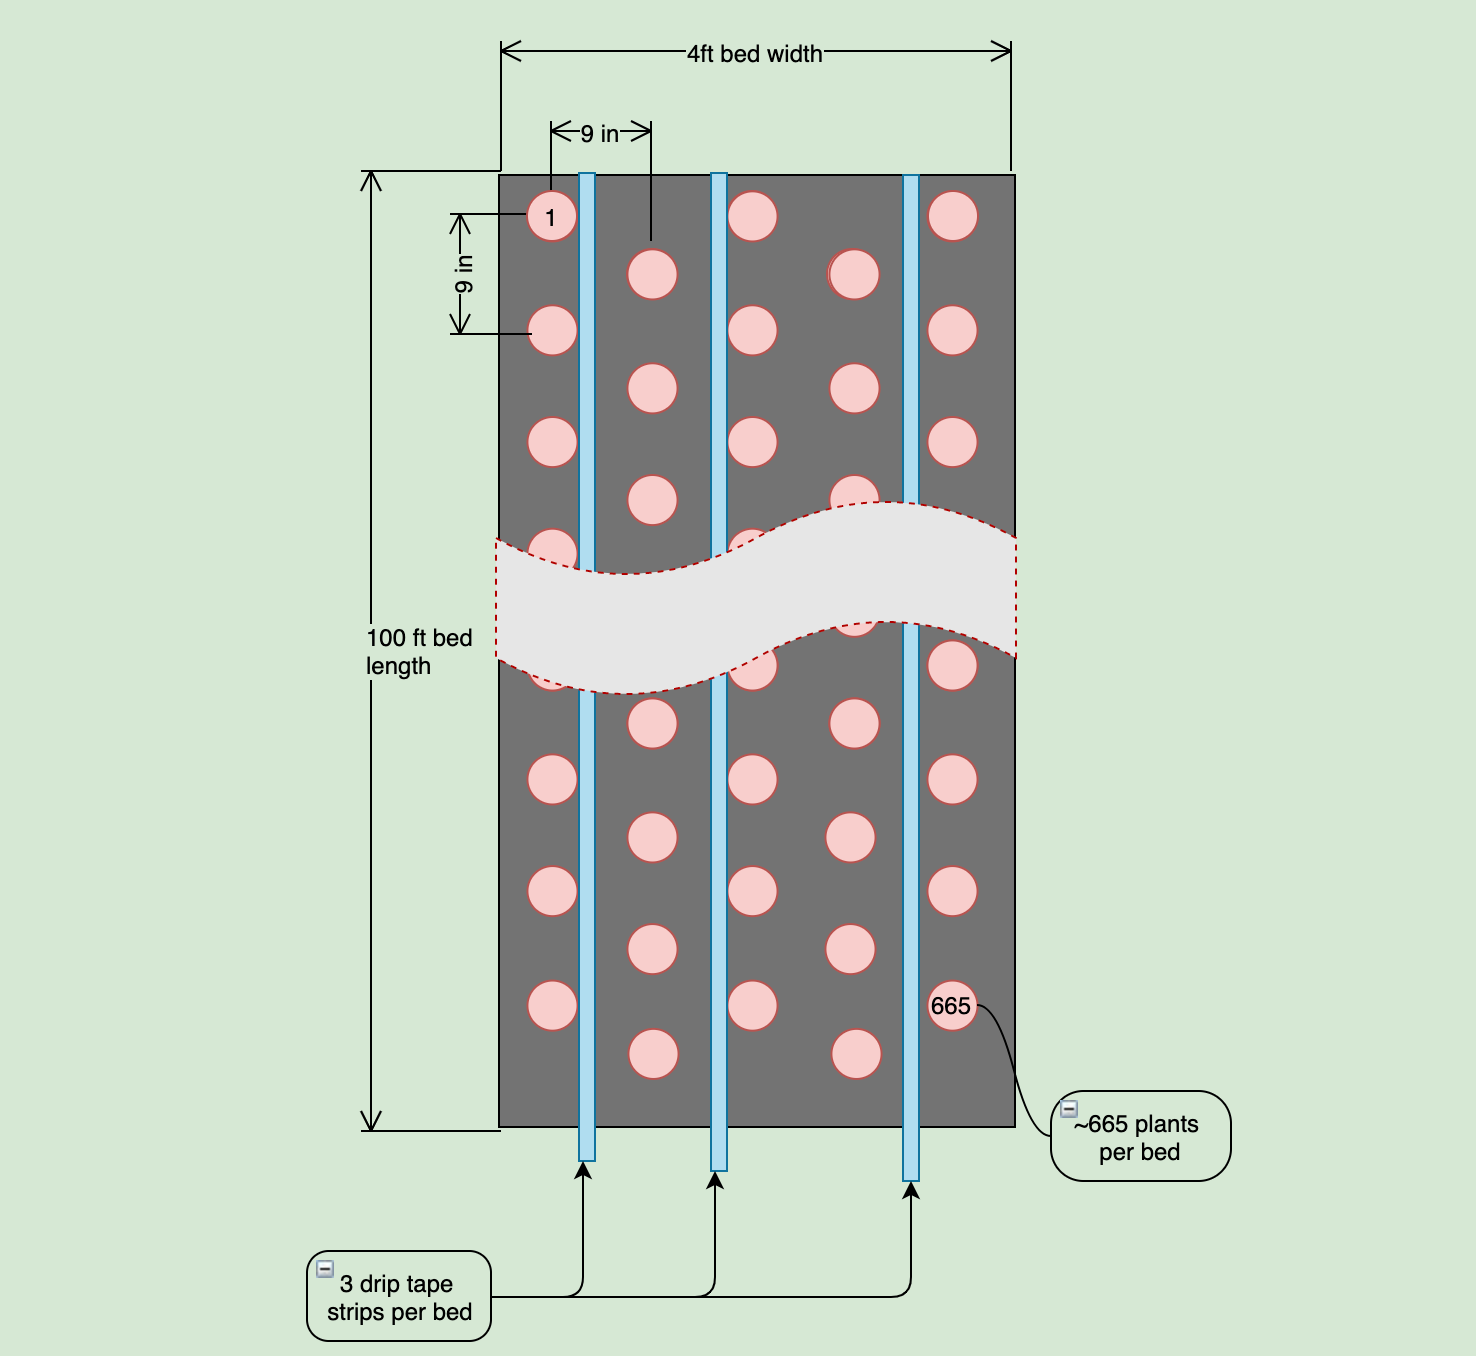 4ft bed width
9 in
1
9 in
100 ft bed
length
665
~665 plants
per bed
3 drip tape
strips per bed